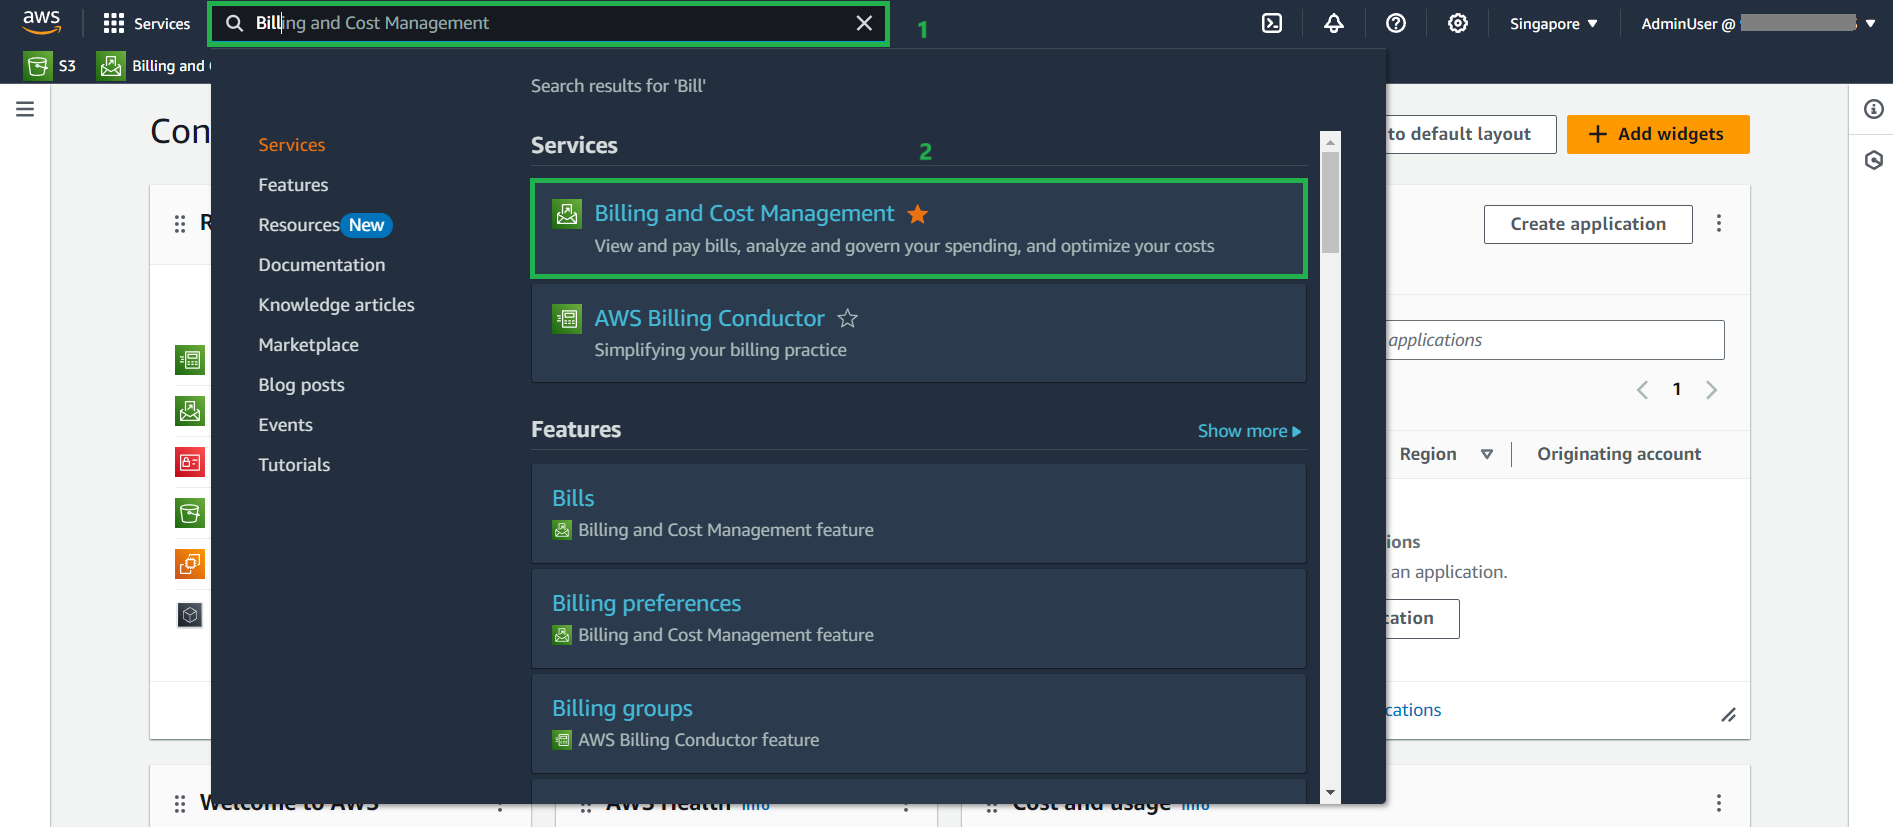 aws
Services
Billing and Cost Management
1
Singapore
AdminUser @
S3
Billing and
Search results for 'Bill'
Con
to default layout
Add widgets
Services
Features
Resources New
Documentation
Knowledge articles
Marketplace
Blog posts
Events
Tutorials
Services
2
Billing and Cost Management
View and pay bills, analyze and govern your spending, and optimize your costs
AWS Billing Conductor
Simplifying your billing practice
Features
Show more
Bills
Billing and Cost Management feature
Billing preferences
Billing and Cost Management feature
Billing groups
AWS Billing Conductor feature
R
Create application
applications
1
Region
Originating account
ions
an application.
cation
cations
Welcome to AWS
AWS Health Info
Cost and usage Info